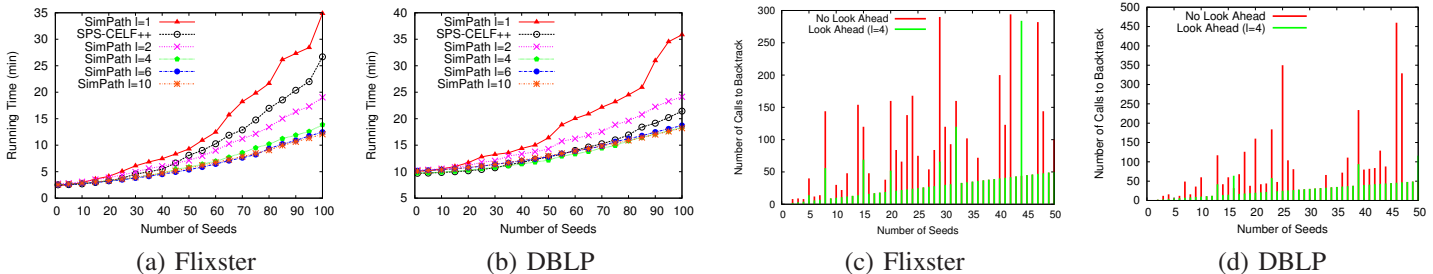 Running Time (min)
35
30
25
20
15
10
5
0
SimPath l=1
SPS-CELF++
SimPath l=2
SimPath l=4
SimPath l=6
SimPath l=10
0 10 20 30 40 50 60 70 80 90 100
Number of Seeds
(a) Flixster
Running Time (min)
40
35
30
25
20
15
10
5
SimPath l=1
SPS-CELF++
SimPath l=2
SimPath l=4
SimPath l=6
SimPath l=10
0 10 20 30 40 50 60 70 80 90 100
Number of Seeds
(b) DBLP
Number of Calls to Backtrack
300
250
200
150
100
50
0
No Look Ahead
Look Ahead (l=4)
0 5 10 15 20 25 30 35 40 45 50
Number of Seeds
(c) Flixster
Number of Calls to Backtrack
500
450
400
350
300
250
200
150
100
50
0
No Look Ahead
Look Ahead (l=4)
0 5 10 15 20 25 30 35 40 45 50
Number of Seeds
(d) DBLP